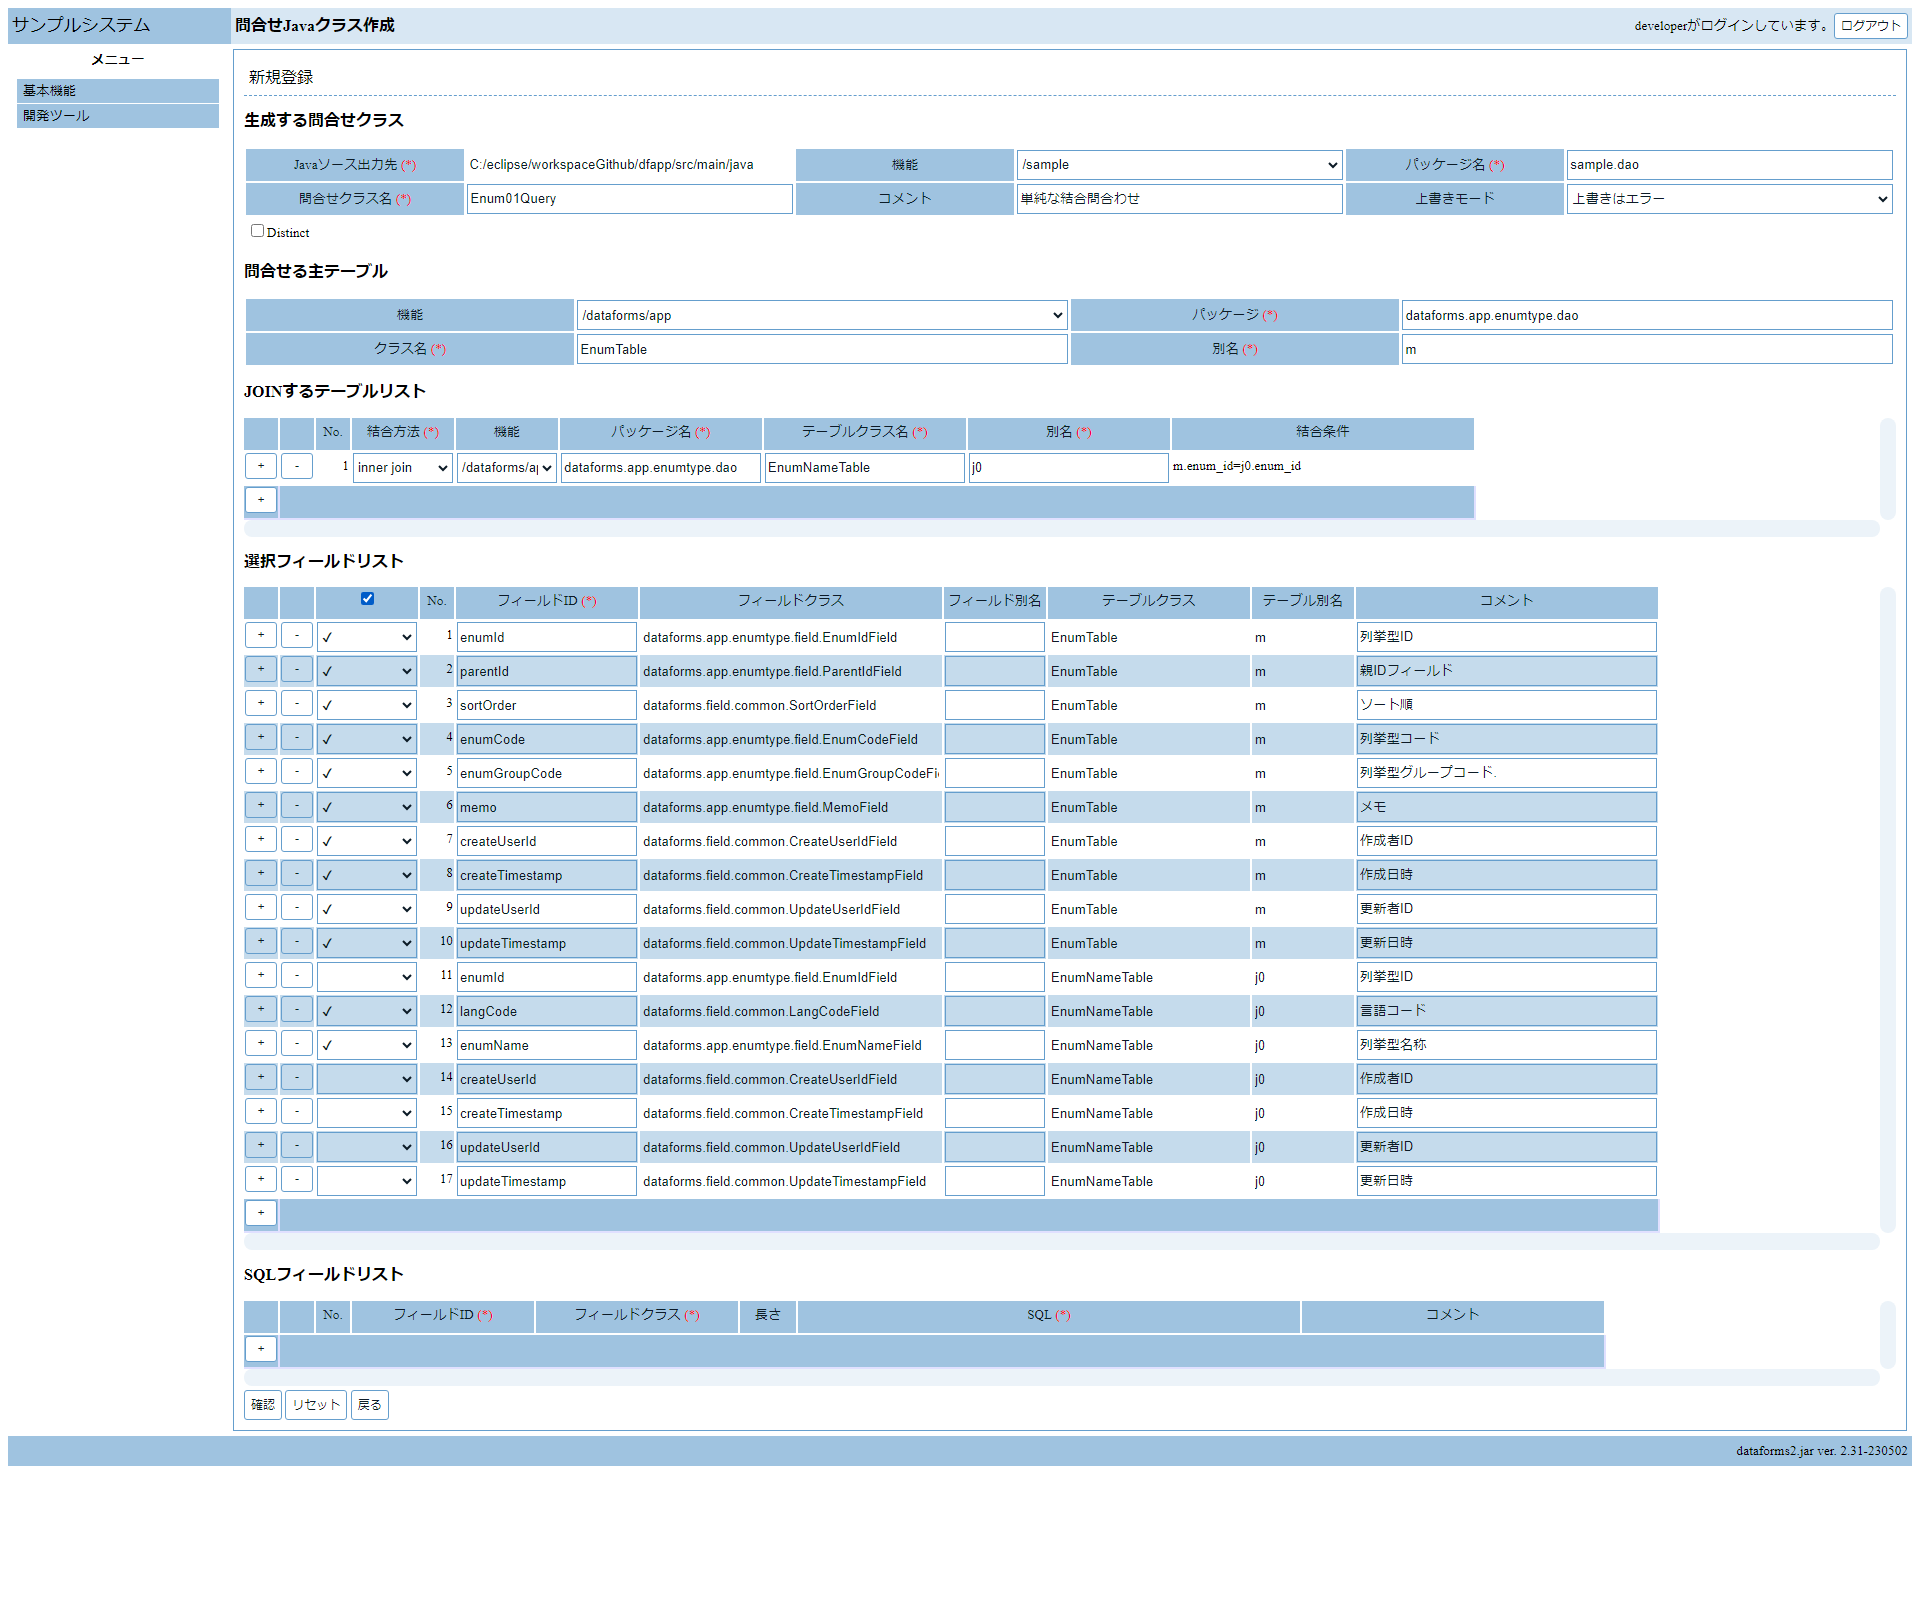 サンプルシステム 問合せJavaクラス作成 developerがログインしています。 ログアウト
メニュー
基本機能
開発ツール
新規登録
生成する問合せクラス
Javaソース出力先 (*) C:/eclipse/workspaceGithub/dfapp/src/main/java 機能 /sample パッケージ名 (*) sample.dao
問合せクラス名 (*) Enum01Query コメント 単純な結合問合わせ 上書きモード 上書きはエラー
Distinct
問合せる主テーブル
機能 /dataforms/app パッケージ (*) dataforms.app.enumtype.dao
クラス名 (*) EnumTable 別名 (*) m
JOINするテーブルリスト
No. 結合方法 (*) 機能 パッケージ名 (*) テーブルクラス名 (*) 別名 (*) 結合条件
+ - 1 inner join /dataforms/ap dataforms.app.enumtype.dao EnumNameTable j0 m.enum_id=j0.enum_id
+
選択フィールドリスト
No. フィールドID (*) フィールドクラス フィールド別名 テーブルクラス テーブル別名 コメント
+ - ✓ 1 enumId dataforms.app.enumtype.field.EnumIdField EnumTable m 列挙型ID
+ - ✓ 2 parentId dataforms.app.enumtype.field.ParentIdField EnumTable m 親IDフィールド
+ - ✓ 3 sortOrder dataforms.field.common.SortOrderField EnumTable m ソート順
+ - ✓ 4 enumCode dataforms.app.enumtype.field.EnumCodeField EnumTable m 列挙型コード
+ - ✓ 5 enumGroupCode dataforms.app.enumtype.field.EnumGroupCodeFi EnumTable m 列挙型グループコード.
+ - ✓ 6 memo dataforms.app.enumtype.field.MemoField EnumTable m メモ
+ - ✓ 7 createUserId dataforms.field.common.CreateUserIdField EnumTable m 作成者ID
+ - ✓ 8 createTimestamp dataforms.field.common.CreateTimestampField EnumTable m 作成日時
+ - ✓ 9 updateUserId dataforms.field.common.UpdateUserIdField EnumTable m 更新者ID
+ - ✓ 10 updateTimestamp dataforms.field.common.UpdateTimestampField EnumTable m 更新日時
+ - 11 enumId dataforms.app.enumtype.field.EnumIdField EnumNameTable j0 列挙型ID
+ - ✓ 12 langCode dataforms.field.common.LangCodeField EnumNameTable j0 言語コード
+ - ✓ 13 enumName dataforms.app.enumtype.field.EnumNameField EnumNameTable j0 列挙型名称
+ - 14 createUserId dataforms.field.common.CreateUserIdField EnumNameTable j0 作成者ID
+ - 15 createTimestamp dataforms.field.common.CreateTimestampField EnumNameTable j0 作成日時
+ - 16 updateUserId dataforms.field.common.UpdateUserIdField EnumNameTable j0 更新者ID
+ - 17 updateTimestamp dataforms.field.common.UpdateTimestampField EnumNameTable j0 更新日時
+
SQLフィールドリスト
No. フィールドID (*) フィールドクラス (*) 長さ SQL (*) コメント
+
確認 リセット 戻る
dataforms2.jar ver. 2.31-230502